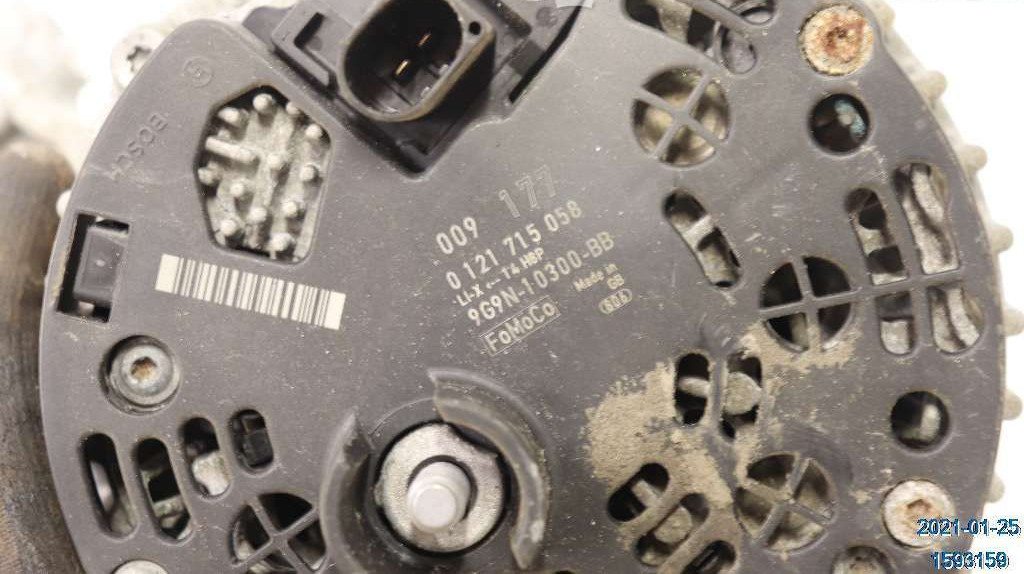 BOSCH
009 177
0 121 715 058
LI-X T4 HBP
9G9N-10300-BB
FoMoCo
Made in
GB
2021-01-25
1593159